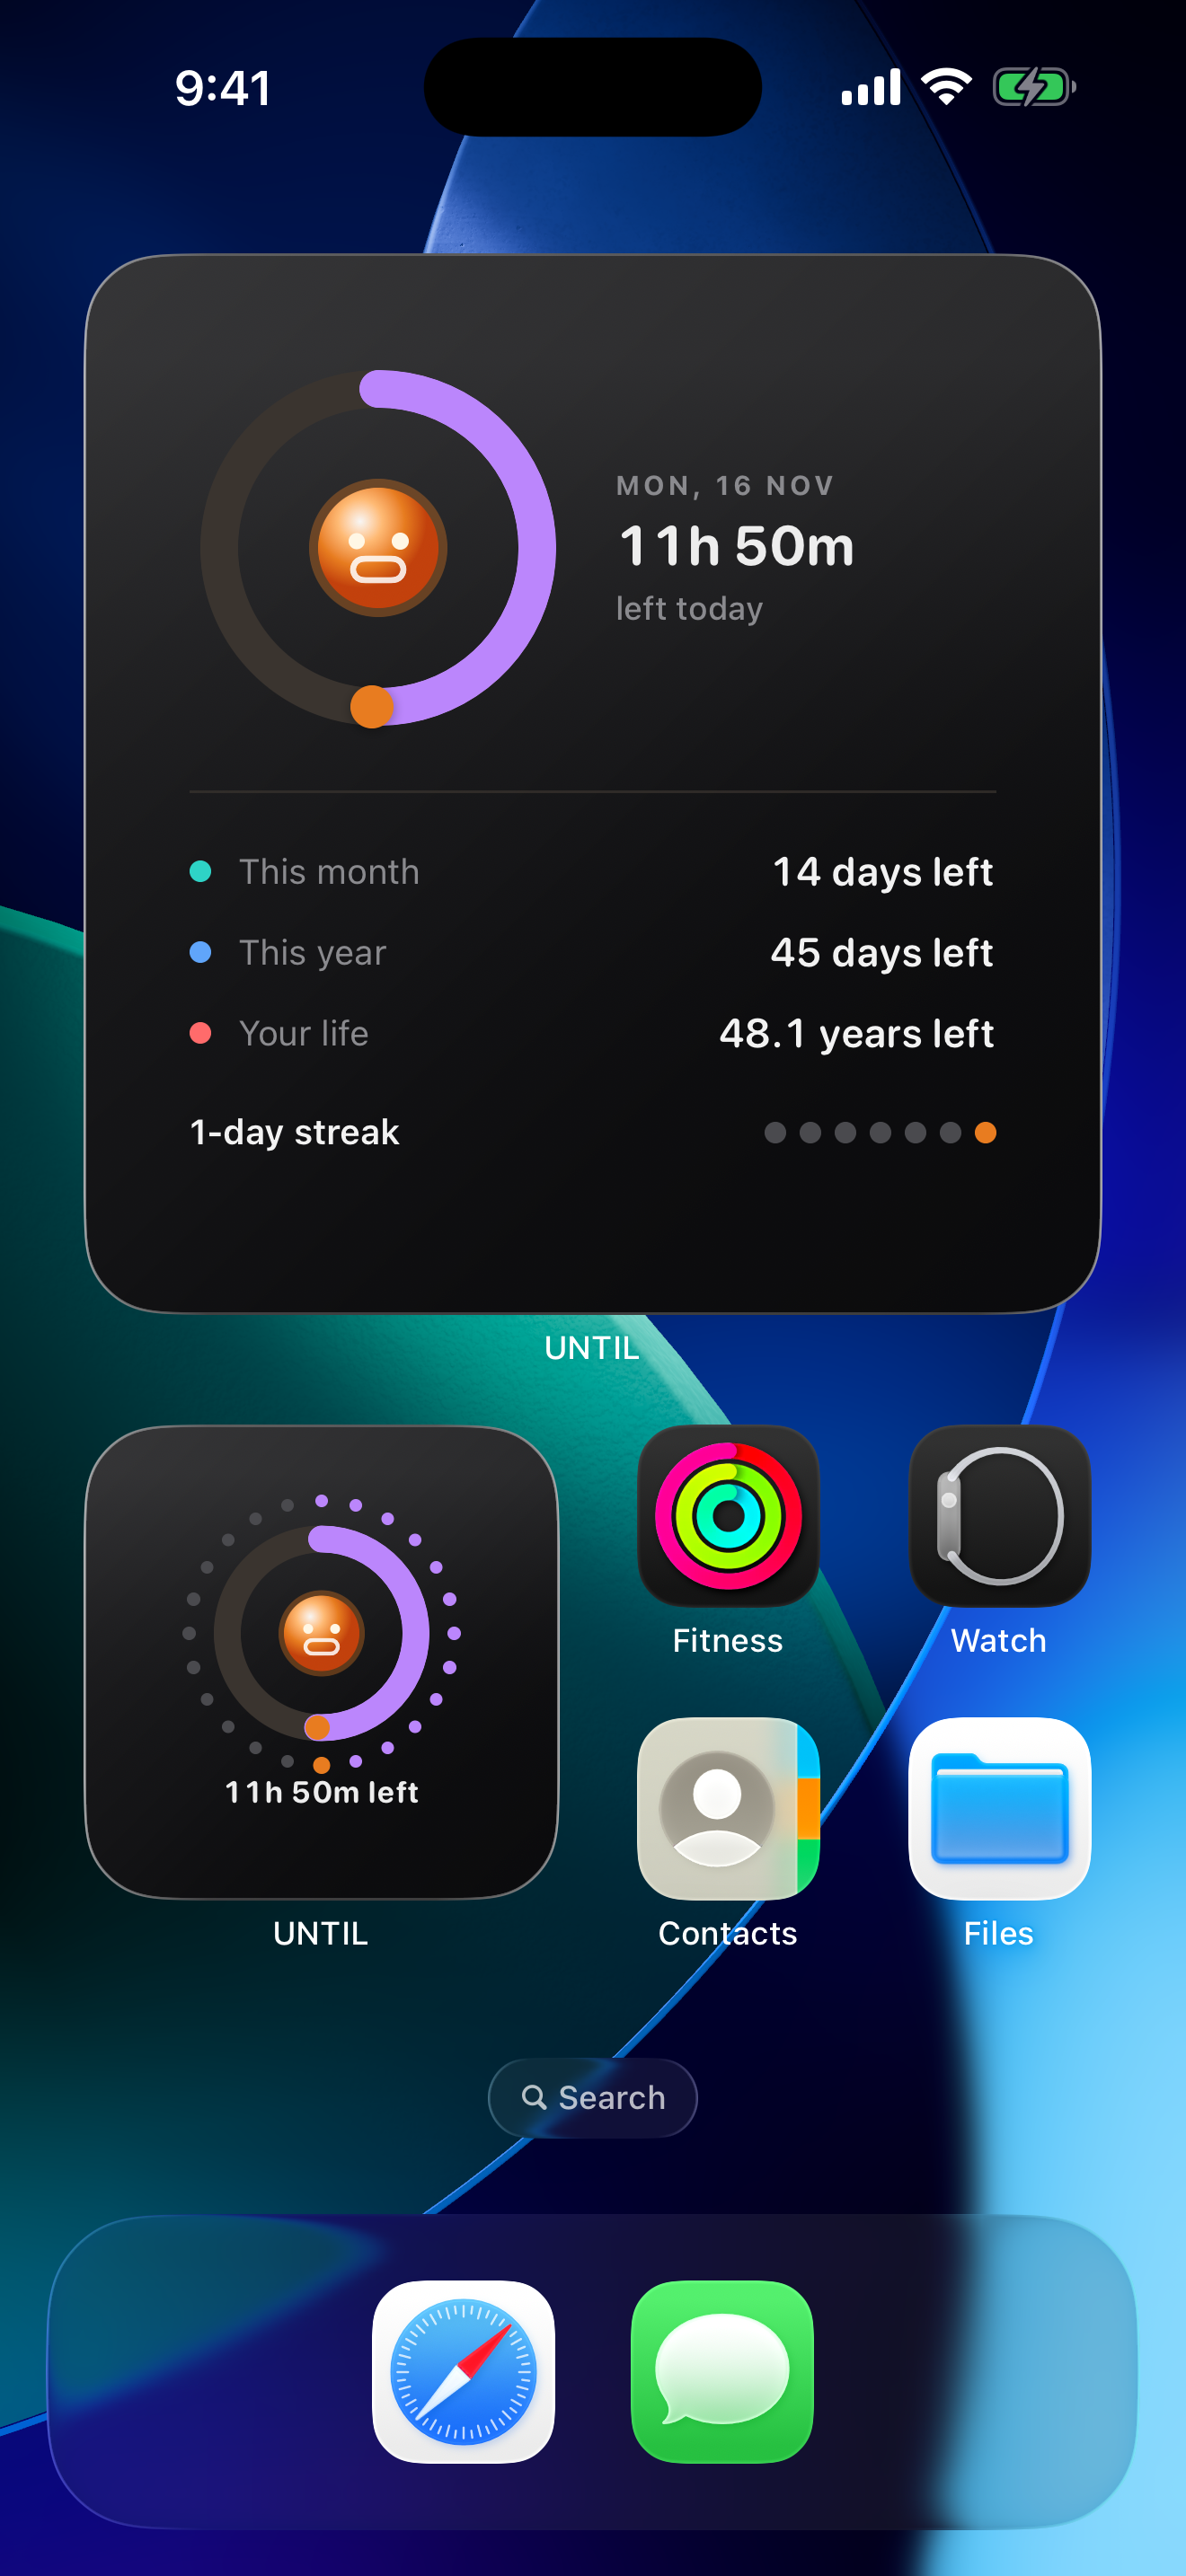 9:41
MON, 16 NOV
11h 50m
left today
This month 14 days left
This year 45 days left
Your life 48.1 years left
1-day streak
UNTIL
11h 50m left
UNTIL
Fitness
Watch
Contacts
Files
Search